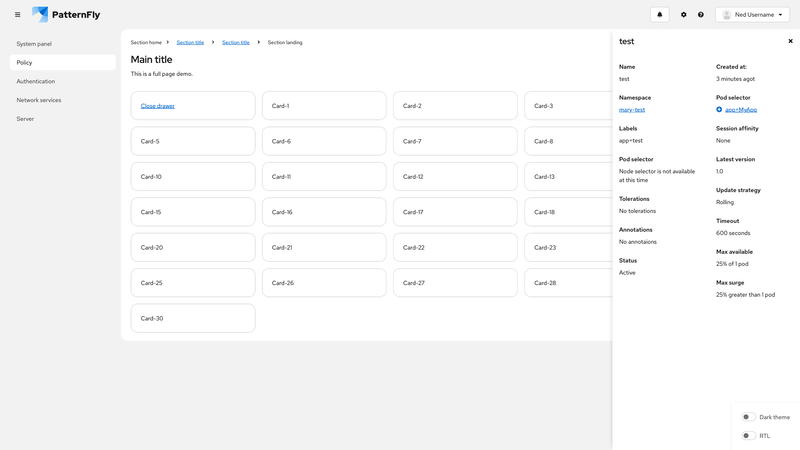 PatternFly
Ned Username
System panel
Policy
Authentication
Network services
Server
Section home
Section title
Section title
Section landing
Main title
This is a full page demo.
Close drawer
Card-1
Card-2
Card-3
Card-5
Card-6
Card-7
Card-8
Card-10
Card-11
Card-12
Card-13
Card-15
Card-16
Card-17
Card-18
Card-20
Card-21
Card-22
Card-23
Card-25
Card-26
Card-27
Card-28
Card-30
test
Name
test
Namespace
mary-test
Labels
app=test
Pod selector
Node selector is not available
at this time
Tolerations
No tolerations
Annotations
No annotaions
Status
Active
Created at:
3 minutes agot
Pod selector
app=MyApp
Session affinity
None
Latest version
1.0
Update strategy
Rolling
Timeout
600 seconds
Max available
25% of 1 pod
Max surge
25% greater than 1 pod
Dark theme
RTL